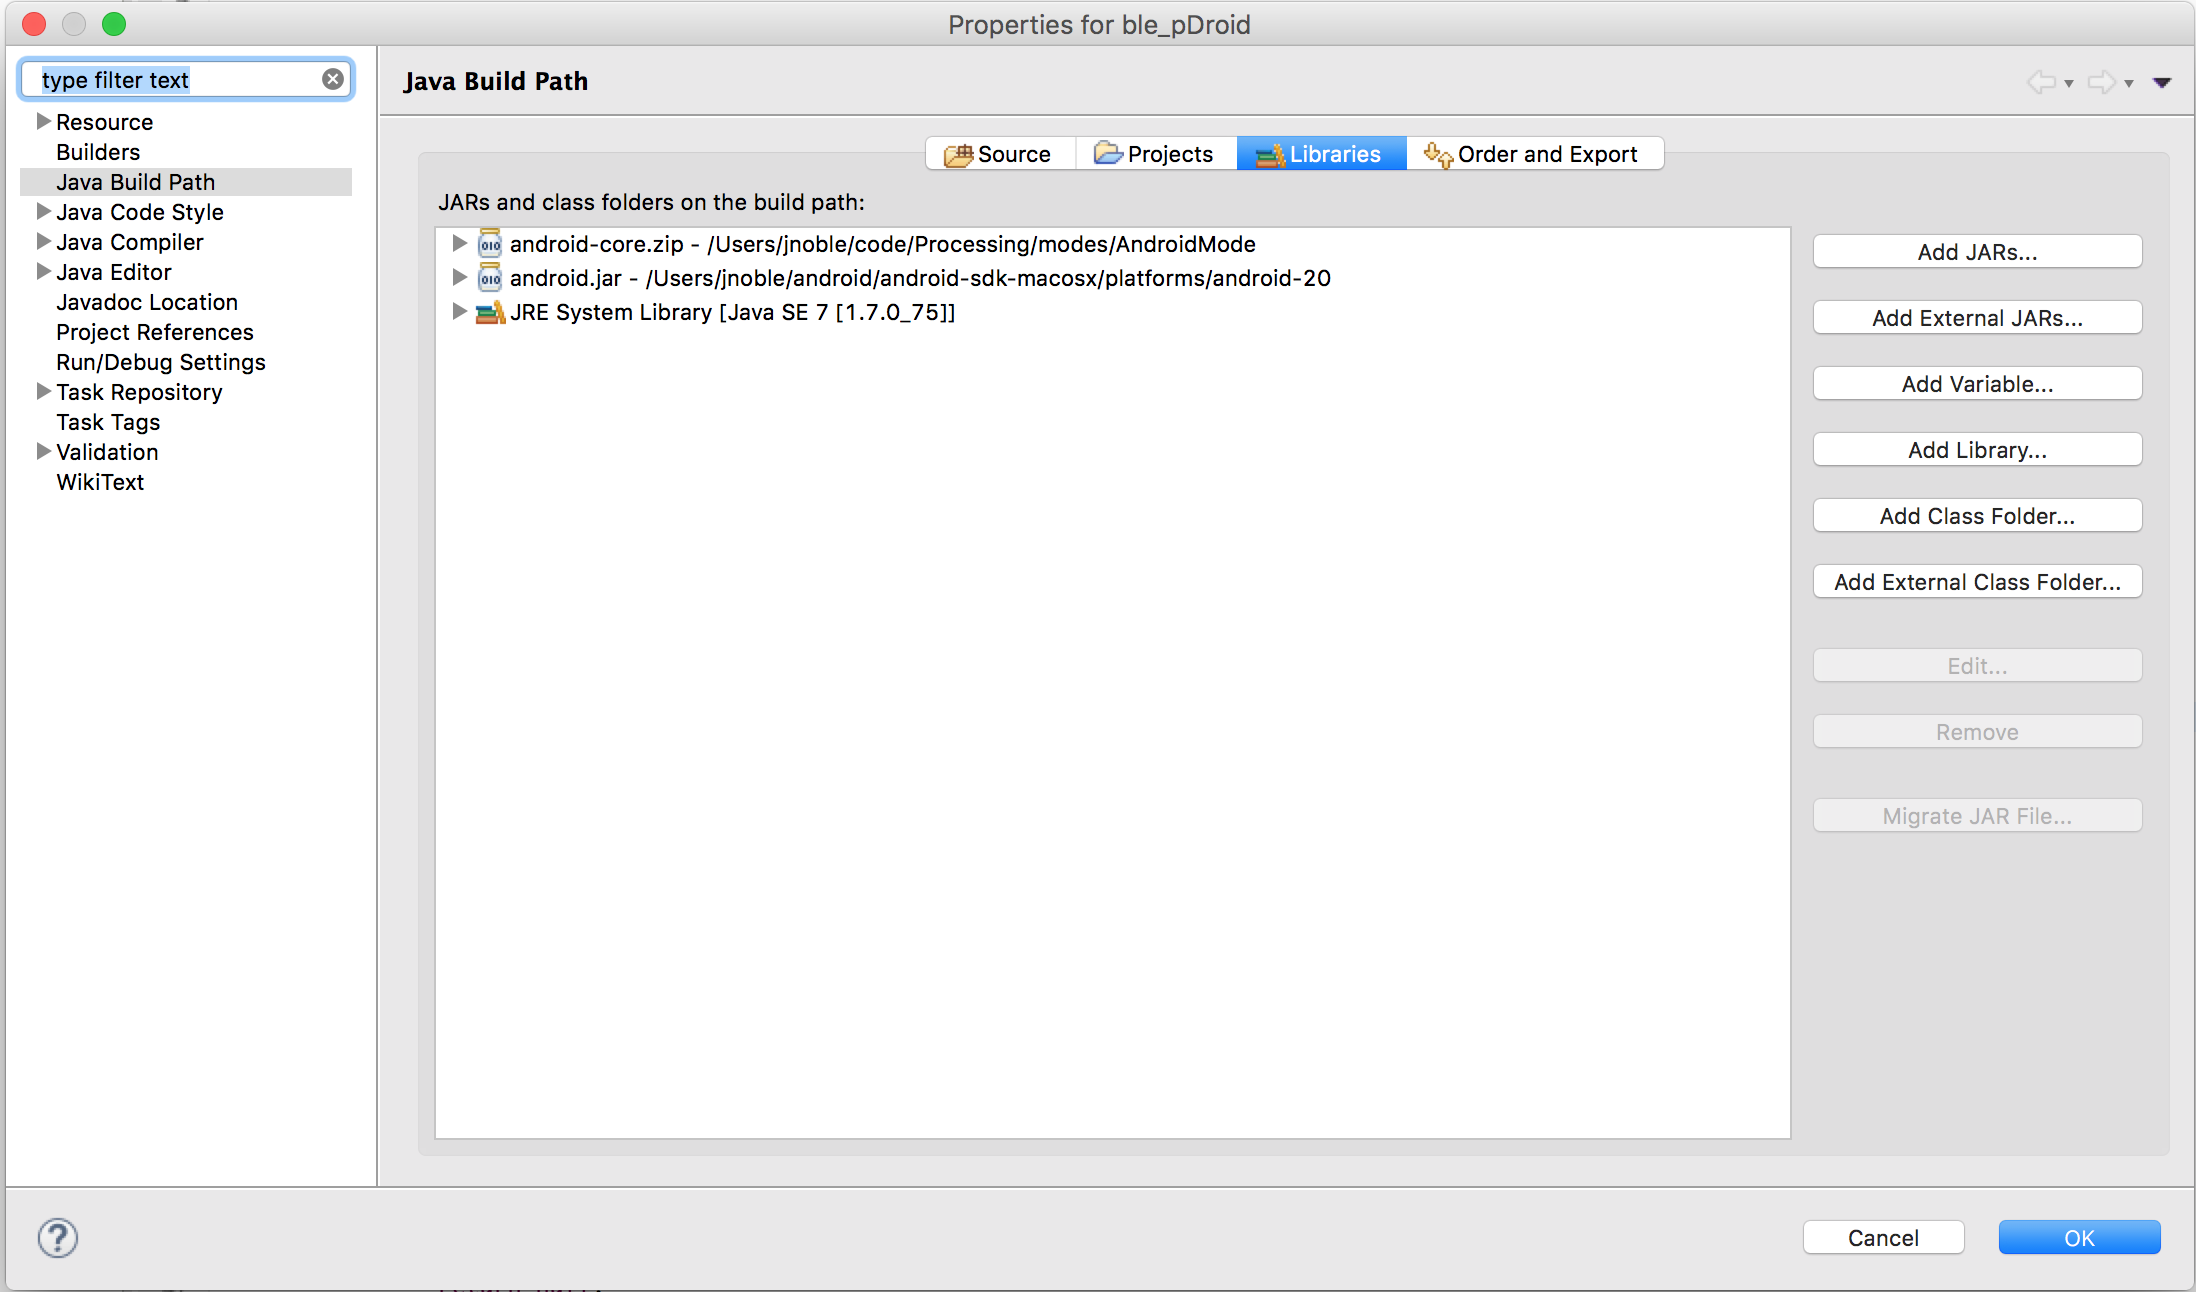 Properties for ble_pDroid
type filter text
Resource
Builders
Java Build Path
Java Code Style
Java Compiler
Java Editor
Javadoc Location
Project References
Run/Debug Settings
Task Repository
Task Tags
Validation
WikiText
Java Build Path
Source Projects Libraries Order and Export
JARs and class folders on the build path:
android-core.zip - /Users/jnoble/code/Processing/modes/AndroidMode
android.jar - /Users/jnoble/android/android-sdk-macosx/platforms/android-20
JRE System Library [Java SE 7 [1.7.0_75]]
Add JARs...
Add External JARs...
Add Variable...
Add Library...
Add Class Folder...
Add External Class Folder...
Edit...
Remove
Migrate JAR File...
?
Cancel OK